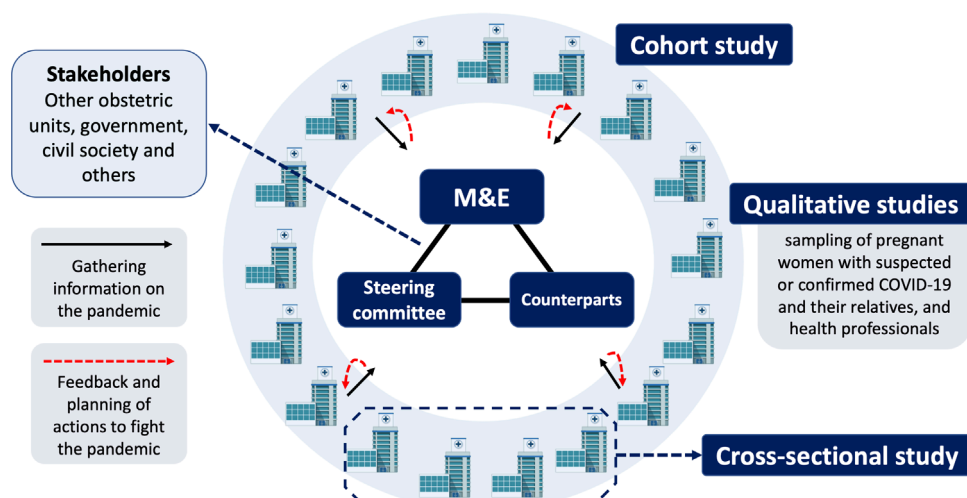 Stakeholders
Other obstetric
units, government,
civil society and
others
Gathering
information on
the pandemic
Feedback and
planning of
actions to fight
the pandemic
M&E
Steering
committee
Counterparts
Cohort study
Qualitative studies
sampling of pregnant
women with suspected
or confirmed COVID-19
and their relatives, and
health professionals
Cross-sectional study